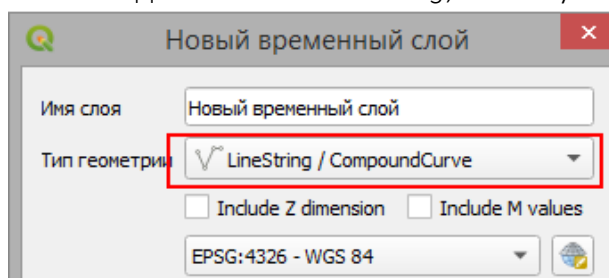 Новый временный слой
Имя слоя Новый временный слой
Тип геометрии LineString / CompoundCurve
Include Z dimension Include M values
EPSG:4326 - WGS 84